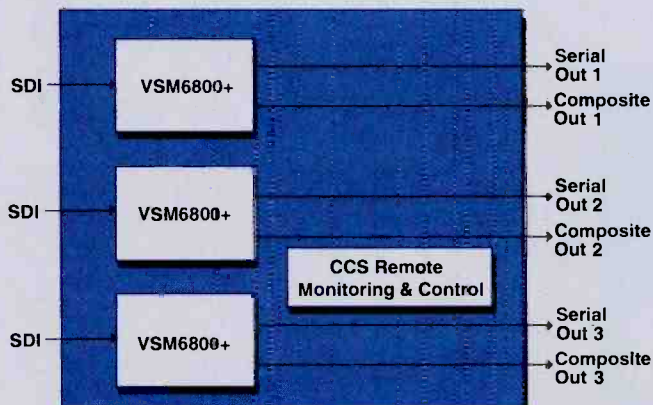 SDI
VSM6800+
Serial
Out 1
Composite
Out 1
SDI
VSM6800+
Serial
Out 2
Composite
Out 2
CCS Remote
Monitoring & Control
SDI
VSM6800+
Serial
Out 3
Composite
Out 3